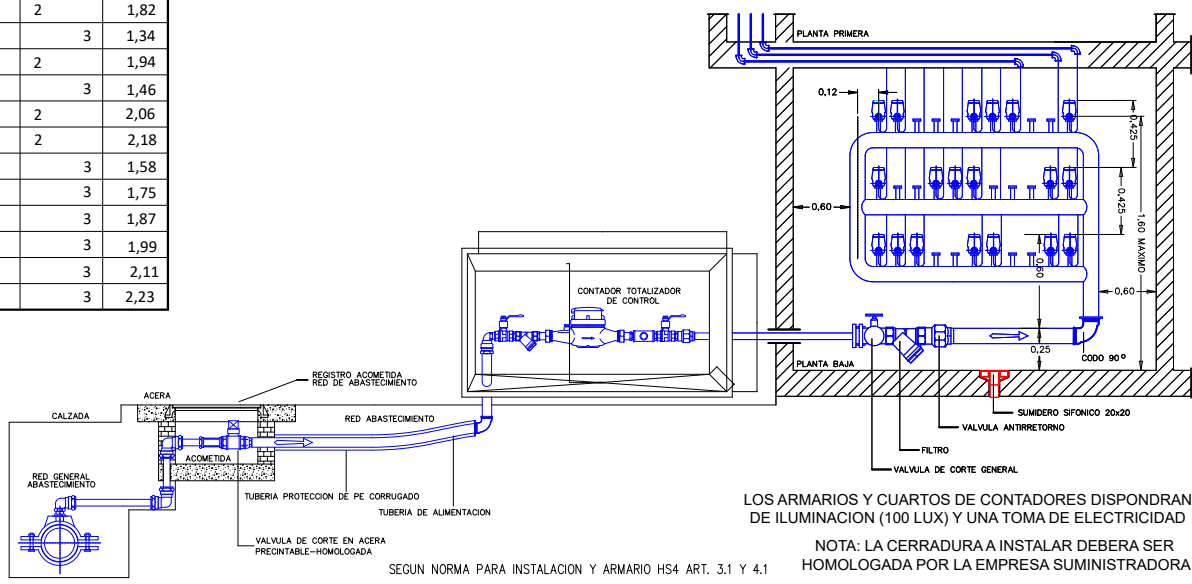 2 1,82
3 1,34
2 1,94
3 1,46
2 2,06
2 2,18
3 1,58
3 1,75
3 1,87
3 1,99
3 2,11
3 2,23
PLANTA PRIMERA
0.12
0,425
0,425
1,60 MAXIMO
0,60
0,60
0,60
0,25
CODO 90°
PLANTA BAJA
CONTADOR TOTALIZADOR
DE CONTROL
SUMIDERO SIFONICO 20x20
VALVULA ANTIRRETORNO
FILTRO
VALVULA DE CORTE GENERAL
REGISTRO ACOMETIDA
RED DE ABASTECIMIENTO
ACERA
CALZADA
RED ABASTECIMIENTO
ACOMETIDA
RED GENERAL
ABASTECIMIENTO
TUBERIA PROTECCION DE PE CORRUGADO
TUBERIA DE ALIMENTACION
VALVULA DE CORTE EN ACERA
PRECINTABLE-HOMOLOGADA
LOS ARMARIOS Y CUARTOS DE CONTADORES DISPONDRAN
DE ILUMINACION (100 LUX) Y UNA TOMA DE ELECTRICIDAD
NOTA: LA CERRADURA A INSTALAR DEBERA SER
HOMOLOGADA POR LA EMPRESA SUMINISTRADORA
SEGUN NORMA PARA INSTALACION Y ARMARIO HS4 ART. 3.1 Y 4.1